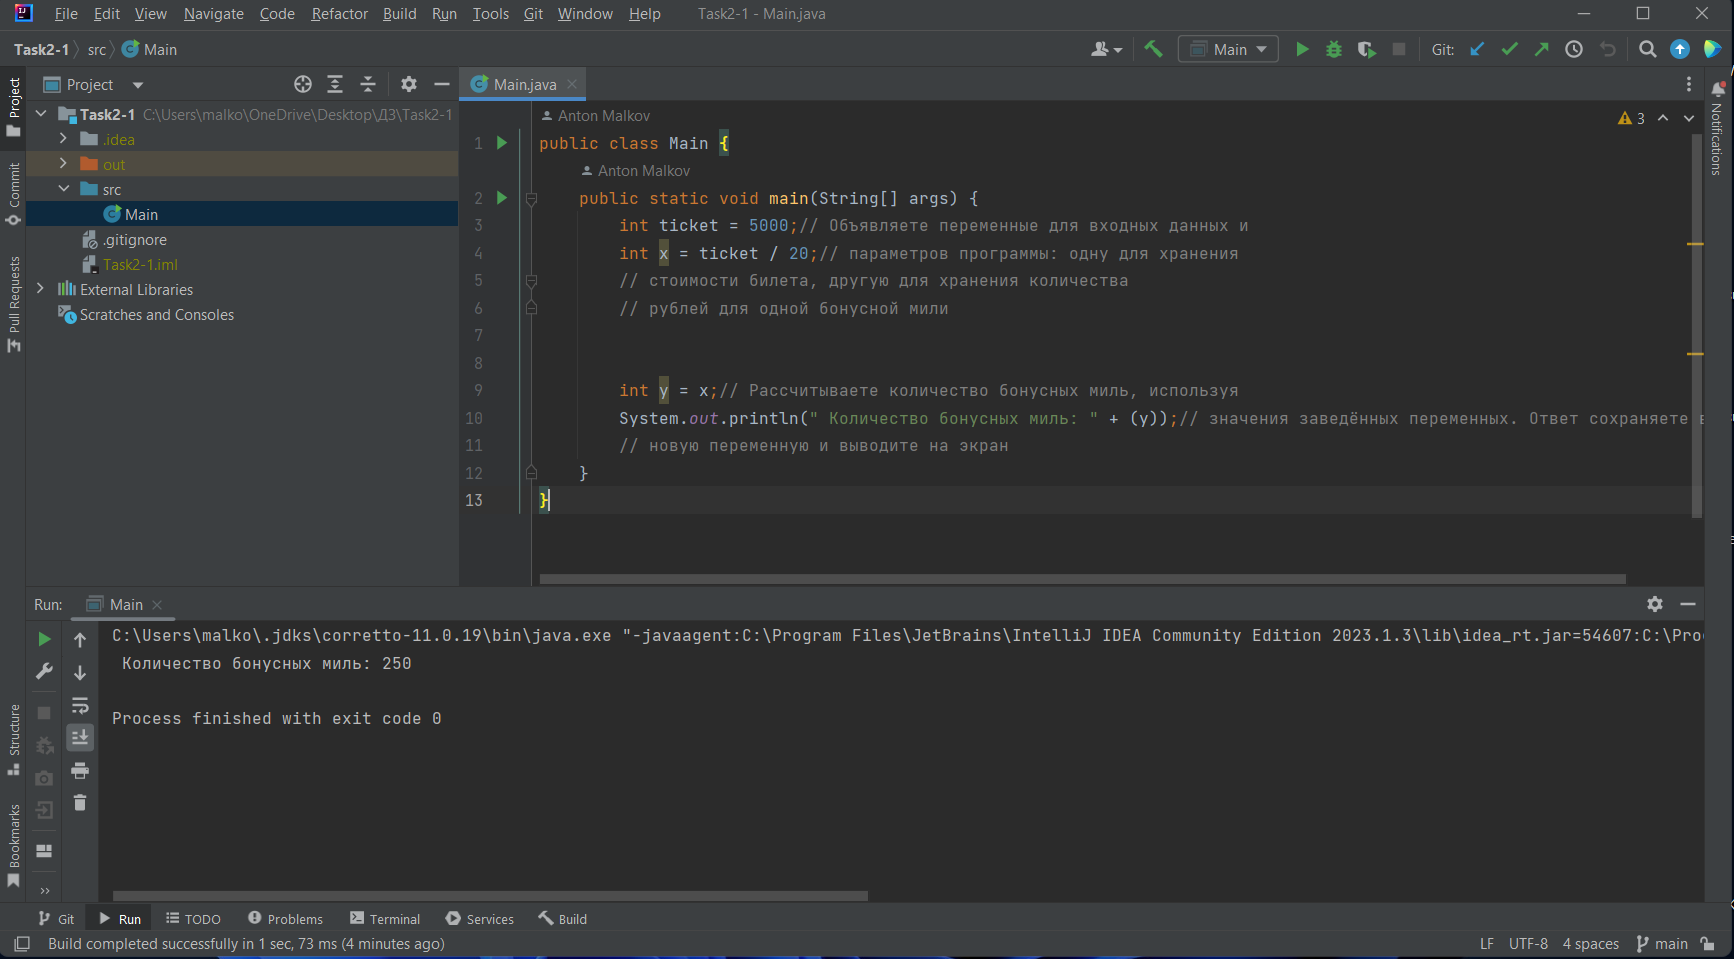 File Edit View Navigate Code Refactor Build Run Tools Git Window Help Task2-1 - Main.java
Task2-1 src Main
Main Git:
Project
Main.java
Project
Commit
Pull Requests
Structure
Bookmarks
Notifications
Task2-1 C:\Users\malko\OneDrive\Desktop\ДЗ\Task2-1
.idea
out
src
Main
.gitignore
Task2-1.iml
External Libraries
Scratches and Consoles
Anton Malkov
3
1 public class Main {
Anton Malkov
2 public static void main(String[] args) {
3 int ticket = 5000;// Объявляете переменные для входных данных и
4 int x = ticket / 20;// параметров программы: одну для хранения
5 // стоимости билета, другую для хранения количества
6 // рублей для одной бонусной мили
7
8
9 int y = x;// Рассчитываете количество бонусных миль, используя
10 System.out.println(" Количество бонусных миль: " + (y));// значения заведённых переменных. Ответ сохраняете в
11 // новую переменную и выводите на экран
12 }
13 }
Run: Main
C:\Users\malko\.jdks\corretto-11.0.19\bin\java.exe "-javaagent:C:\Program Files\JetBrains\IntelliJ IDEA Community Edition 2023.1.3\lib\idea_rt.jar=54607:C:\Pro
Количество бонусных миль: 250
Process finished with exit code 0
Git Run TODO Problems Terminal Services Build
Build completed successfully in 1 sec, 73 ms (4 minutes ago)
LF UTF-8 4 spaces main